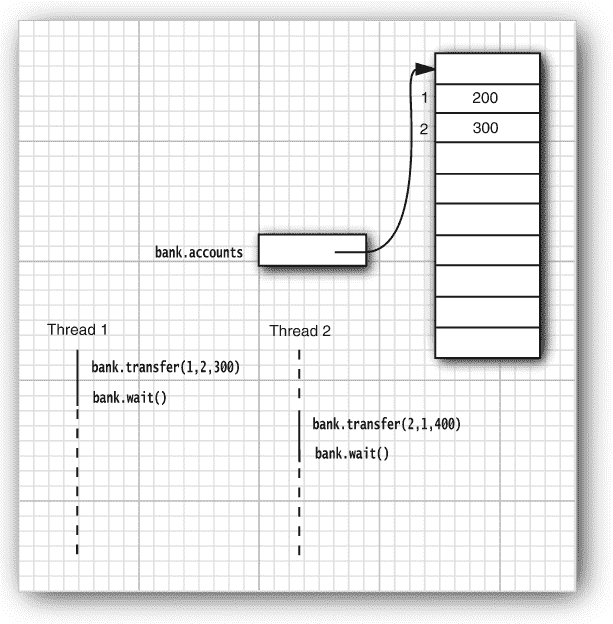 1 200
2 300
bank.accounts
Thread 1
bank.transfer(1,2,300)
bank.wait()
Thread 2
bank.transfer(2,1,400)
bank.wait()